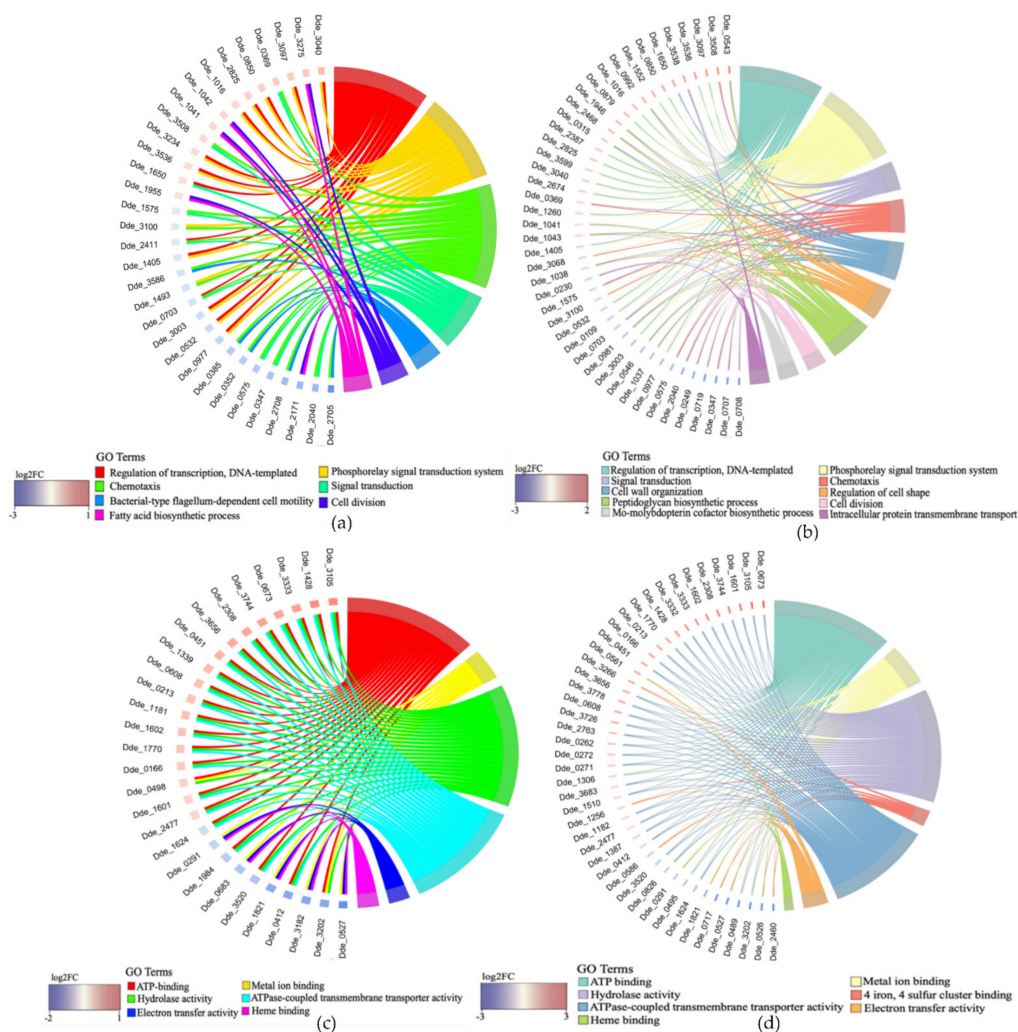 Dde_3040
Dde_3275
Dde_3097
Dde_0369
Dde_0850
Dde_2825
Dde_1016
Dde_1042
Dde_1041
Dde_3508
Dde_3234
Dde_3536
Dde_1650
Dde_1955
Dde_1575
Dde_3100
Dde_2411
Dde_1405
Dde_3586
Dde_1493
Dde_0703
Dde_3003
Dde_0532
Dde_0977
Dde_0385
Dde_0352
Dde_0575
Dde_0347
Dde_2708
Dde_2171
Dde_2040
Dde_2705
log2FC
-3 1
GO Terms
Regulation of transcription, DNA-templated
Phosphorelay signal transduction system
Chemotaxis
Signal transduction
Bacterial-type flagellum-dependent cell motility
Cell division
Fatty acid biosynthetic process
(a)
Dde_0543
Dde_3508
Dde_3097
Dde_3536
Dde_3538
Dde_1650
Dde_0850
Dde_1552
Dde_0992
Dde_1016
Dde_0879
Dde_1946
Dde_2468
Dde_0315
Dde_2387
Dde_2825
Dde_3599
Dde_3040
Dde_2674
Dde_0369
Dde_1260
Dde_1041
Dde_1043
Dde_1405
Dde_3068
Dde_1038
Dde_0230
Dde_1575
Dde_3100
Dde_0532
Dde_0109
Dde_0703
Dde_0981
Dde_3003
Dde_0546
Dde_1037
Dde_0977
Dde_0575
Dde_2040
Dde_0249
Dde_0719
Dde_0347
Dde_0707
Dde_0708
log2FC
-3 2
GO Terms
Regulation of transcription, DNA-templated
Phosphorelay signal transduction system
Signal transduction
Chemotaxis
Cell wall organization
Regulation of cell shape
Peptidoglycan biosynthetic process
Cell division
Mo-molybdopterin cofactor biosynthetic process
Intracellular protein transmembrane transport
(b)
Dde_3105
Dde_1428
Dde_3333
Dde_0673
Dde_3744
Dde_2308
Dde_3656
Dde_0451
Dde_1339
Dde_0608
Dde_0213
Dde_1181
Dde_1602
Dde_1770
Dde_0166
Dde_0498
Dde_1601
Dde_2477
Dde_1624
Dde_0291
Dde_1984
Dde_0683
Dde_3520
Dde_1821
Dde_0412
Dde_3182
Dde_3202
Dde_0527
log2FC
-2 1
GO Terms
ATP-binding
Metal ion binding
Hydrolase activity
ATPase-coupled transmembrane transporter activity
Electron transfer activity
Heme binding
(c)
Dde_0673
Dde_3105
Dde_1601
Dde_3744
Dde_2308
Dde_1602
Dde_3333
Dde_3332
Dde_1428
Dde_1770
Dde_0213
Dde_0166
Dde_0451
Dde_0561
Dde_3266
Dde_3656
Dde_3778
Dde_0608
Dde_3726
Dde_2763
Dde_0262
Dde_0272
Dde_0271
Dde_1306
Dde_3683
Dde_1510
Dde_1256
Dde_1182
Dde_2477
Dde_1387
Dde_0412
Dde_0586
Dde_3520
Dde_0826
Dde_0291
Dde_0495
Dde_1624
Dde_1821
Dde_0717
Dde_0527
Dde_0489
Dde_3202
Dde_0526
Dde_2460
log2FC
-3 3
GO Terms
ATP binding
Metal ion binding
Hydrolase activity
4 iron, 4 sulfur cluster binding
ATPase-coupled transmembrane transporter activity
Electron transfer activity
Heme binding
(d)